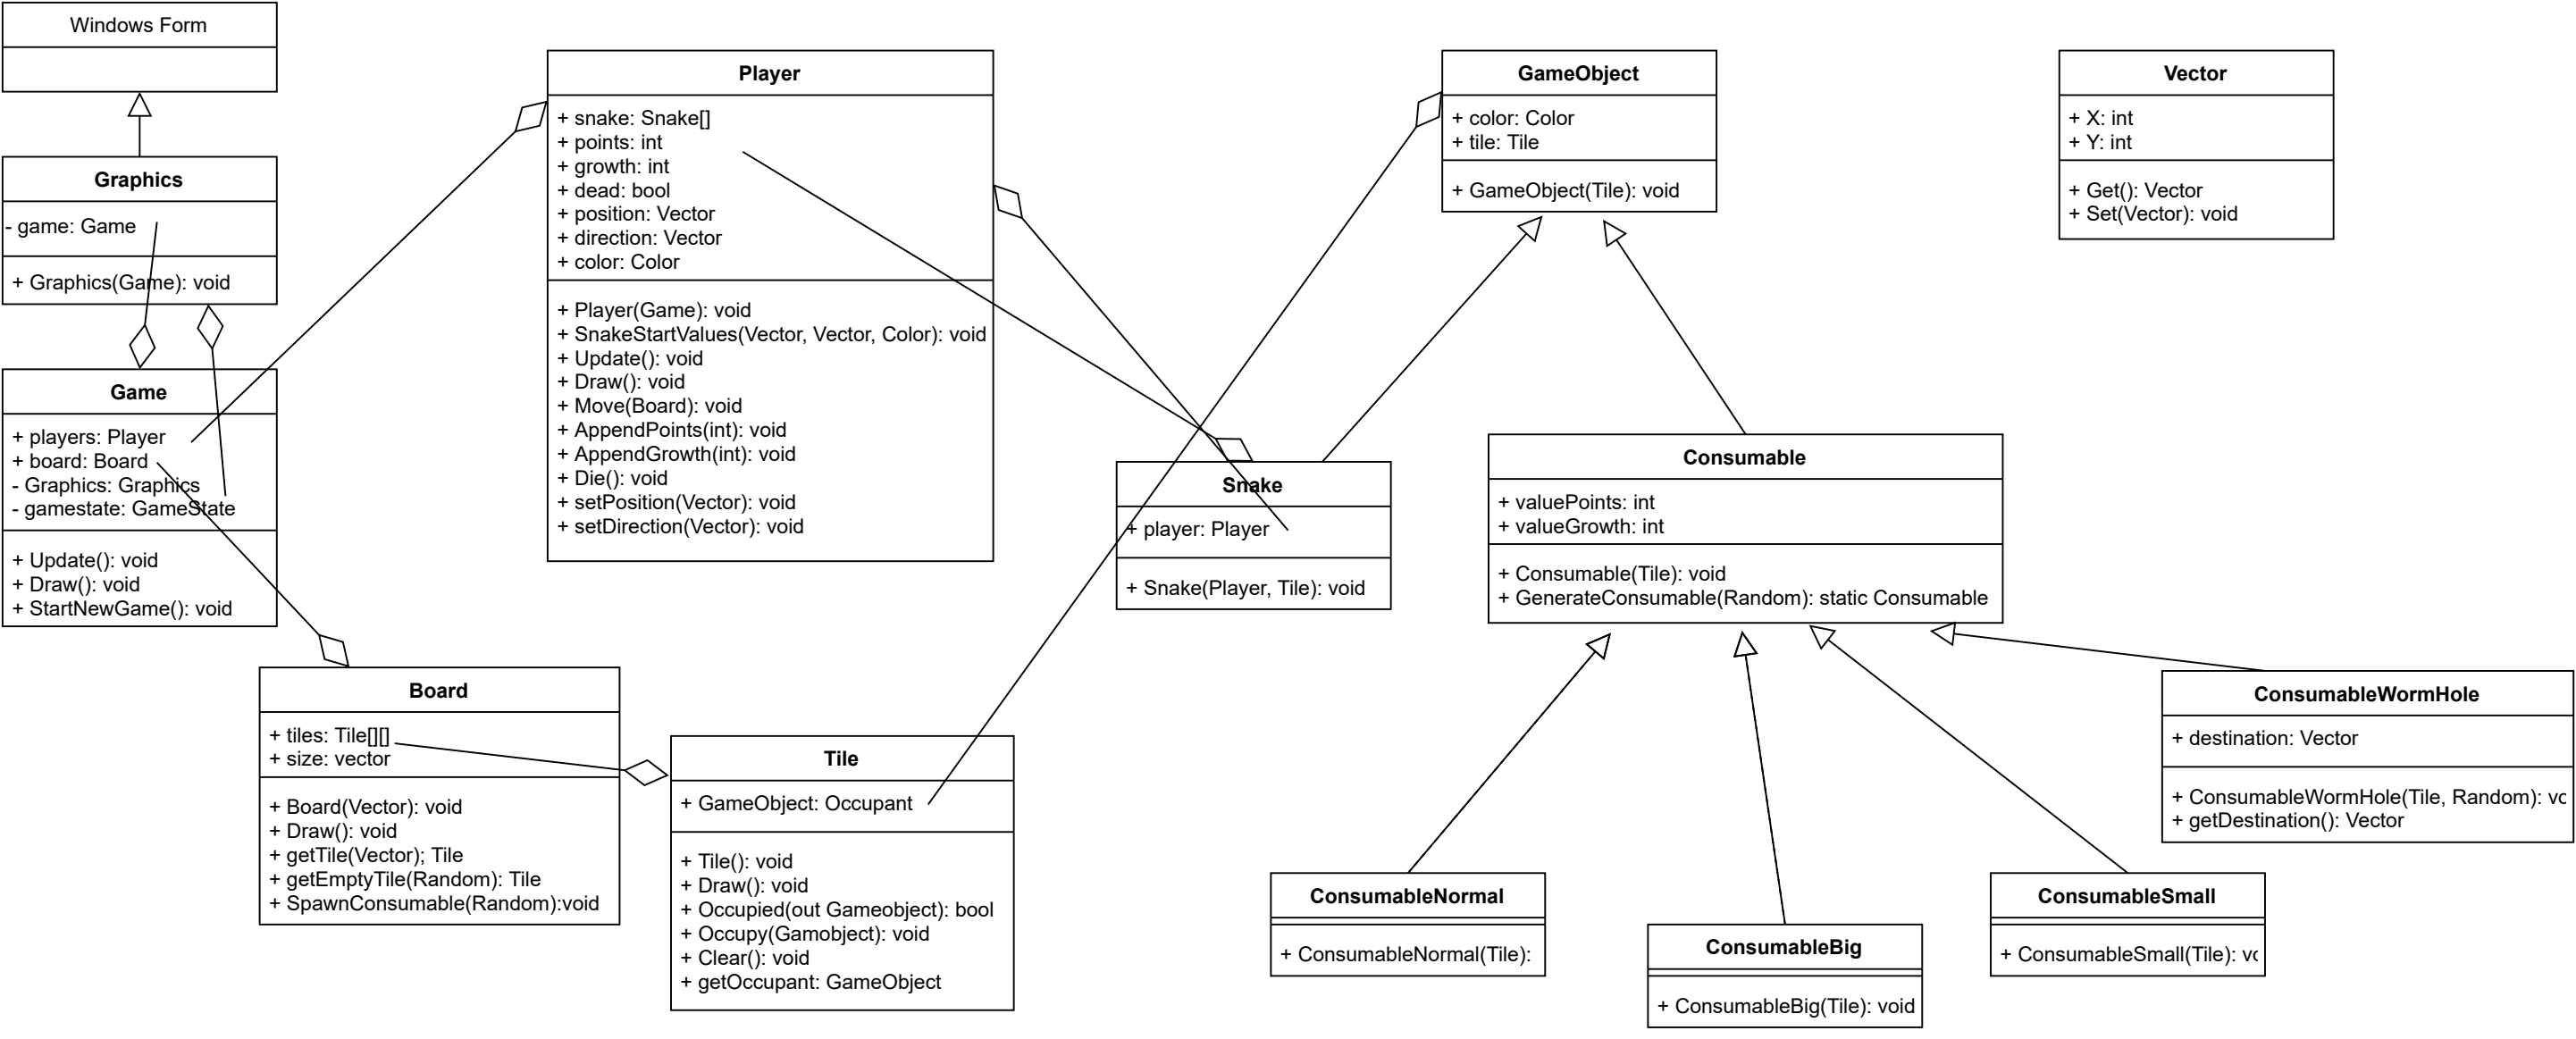 Windows Form
Graphics
- game: Game
+ Graphics(Game): void
Game
+ players: Player
+ board: Board
- Graphics: Graphics
- gamestate: GameState
+ Update(): void
+ Draw(): void
+ StartNewGame(): void
Player
+ snake: Snake[]
+ points: int
+ growth: int
+ dead: bool
+ position: Vector
+ direction: Vector
+ color: Color
+ Player(Game): void
+ SnakeStartValues(Vector, Vector, Color): void
+ Update(): void
+ Draw(): void
+ Move(Board): void
+ AppendPoints(int): void
+ AppendGrowth(int): void
+ Die(): void
+ setPosition(Vector): void
+ setDirection(Vector): void
Board
+ tiles: Tile[][]
+ size: vector
+ Board(Vector): void
+ Draw(): void
+ getTile(Vector); Tile
+ getEmptyTile(Random): Tile
+ SpawnConsumable(Random):void
Tile
+ GameObject: Occupant
+ Tile(): void
+ Draw(): void
+ Occupied(out Gameobject): bool
+ Occupy(Gamobject): void
+ Clear(): void
+ getOccupant: GameObject
GameObject
+ color: Color
+ tile: Tile
+ GameObject(Tile): void
Snake
+ player: Player
+ Snake(Player, Tile): void
Vector
+ X: int
+ Y: int
+ Get(): Vector
+ Set(Vector): void
Consumable
+ valuePoints: int
+ valueGrowth: int
+ Consumable(Tile): void
+ GenerateConsumable(Random): static Consumable
ConsumableNormal
+ ConsumableNormal(Tile):
ConsumableBig
+ ConsumableBig(Tile): void
ConsumableSmall
+ ConsumableSmall(Tile):
ConsumableWormHole
+ destination: Vector
+ ConsumableWormHole(Tile, Random):
+ getDestination(): Vector